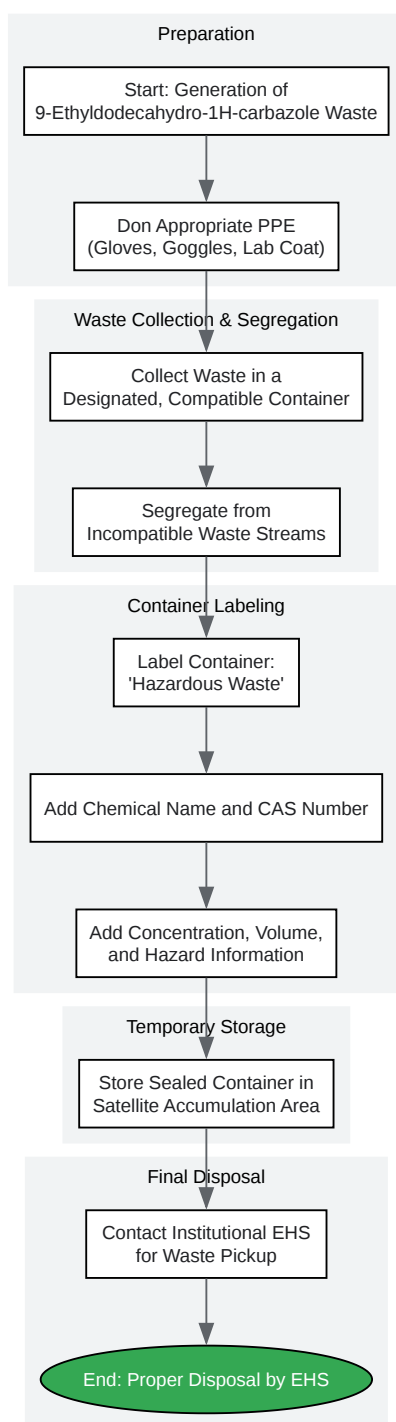 Preparation
Start: Generation of
9-Ethyldodecahydro-1H-carbazole Waste
Don Appropriate PPE
(Gloves, Goggles, Lab Coat)
Waste Collection & Segregation
Collect Waste in a
Designated, Compatible Container
Segregate from
Incompatible Waste Streams
Container Labeling
Label Container:
'Hazardous Waste'
Add Chemical Name and CAS Number
Add Concentration, Volume,
and Hazard Information
Temporary Storage
Store Sealed Container in
Satellite Accumulation Area
Final Disposal
Contact Institutional EHS
for Waste Pickup
End: Proper Disposal by EHS